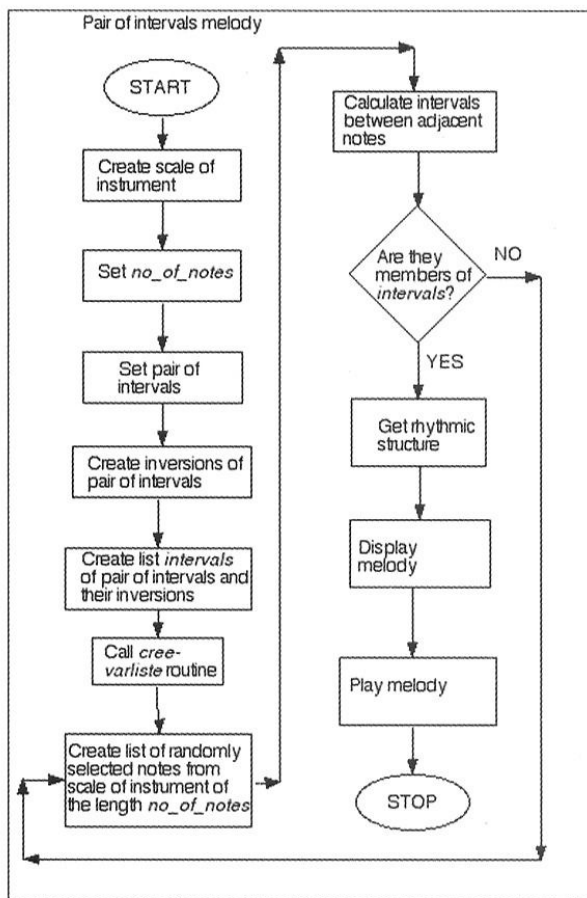 Pair of intervals melody
START
Create scale of
instrument
Set no_of_notes
Set pair of
intervals
Create inversions of
pair of intervals
Create list intervals
of pair of intervals and
their inversions
Call cree-
varliste routine
Create list of randomly
selected notes from
scale of instrument of
the length no_of_notes
Calculate intervals
between adjacent
notes
Are they
members of
intervals?
NO
YES
Get rhythmic
structure
Display
melody
Play melody
STOP